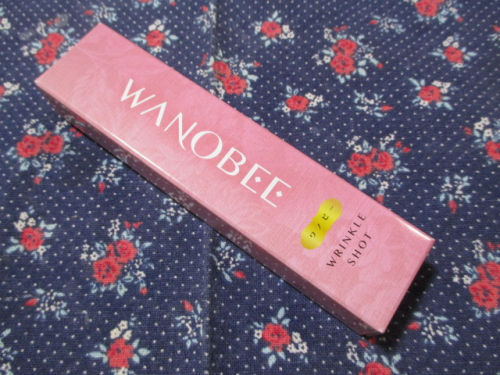 WANOBEE
ワノビー
WRINKLE
SHOT